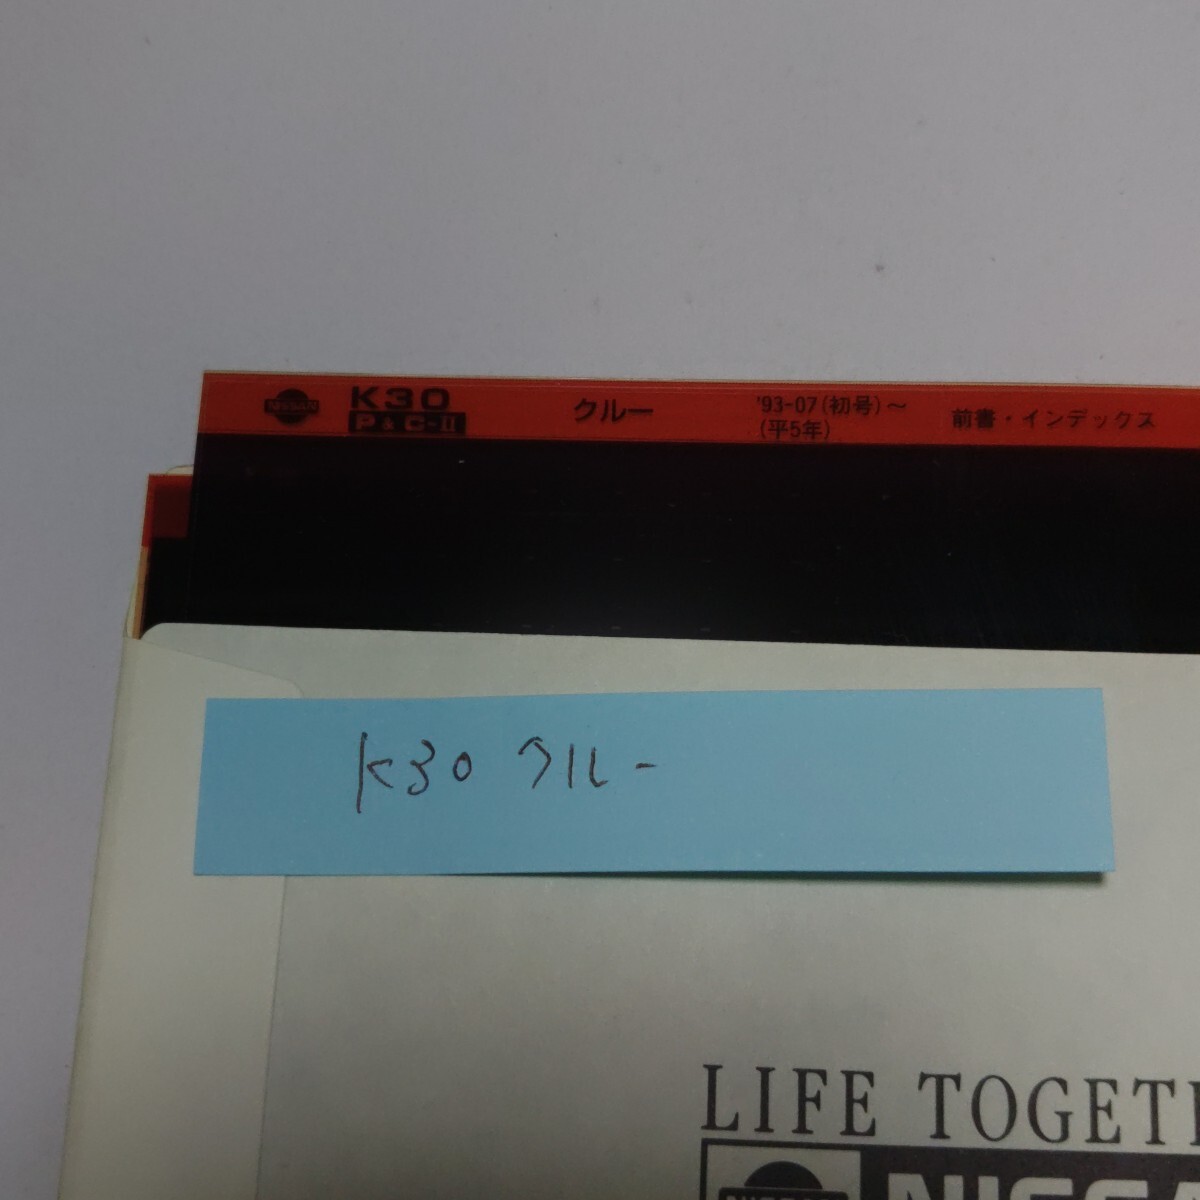 NISSAN K30 クルー '93-07(初号)～ 前書・インデックス
P & C-II (平5年)
K30 クルー
LIFE TOGETH
NISSA
NISSAN